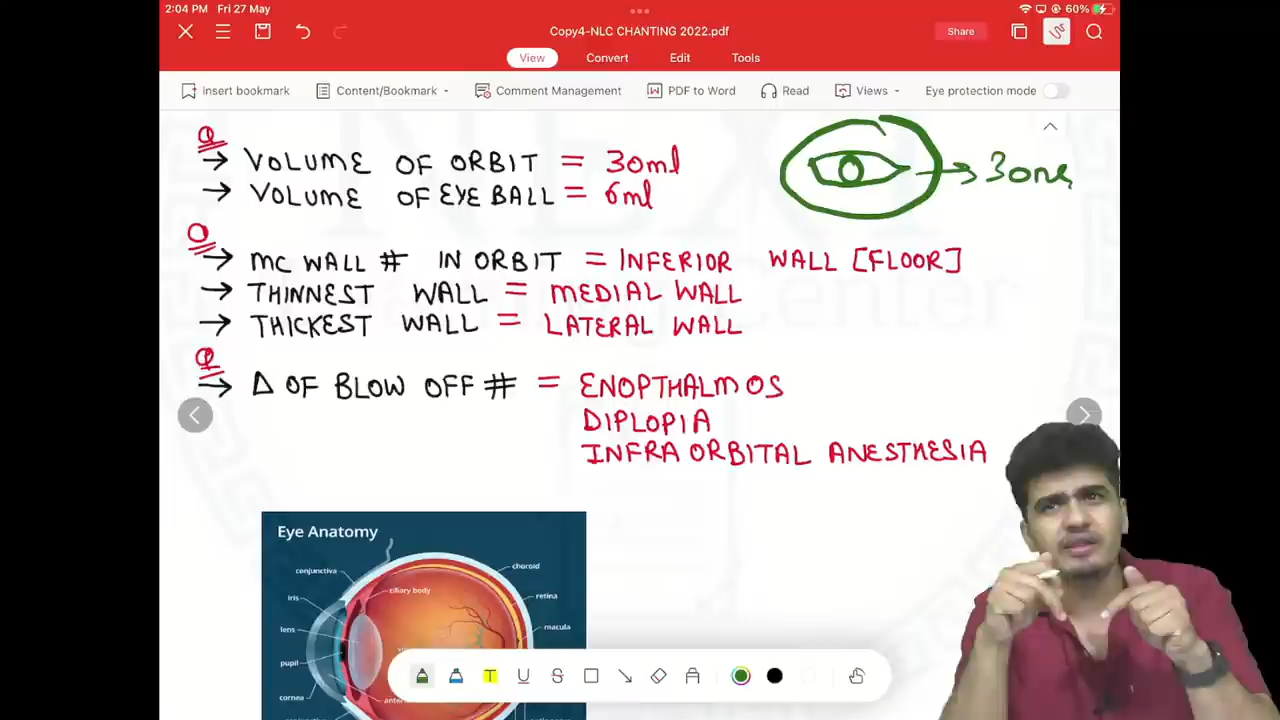 2:04 PM Fri 27 May
60%
Copy4-NLC CHANTING 2022.pdf
Share
View Convert Edit Tools
Insert bookmark Content/Bookmark Comment Management PDF to Word Read Views Eye protection mode
Q
→ VOLUME OF ORBIT = 30ml
→ VOLUME OF EYE BALL = 6ml
→ 30ml
Q
→ MC WALL # IN ORBIT = INFERIOR WALL [FLOOR]
→ THINNEST WALL = MEDIAL WALL
→ THICKEST WALL = LATERAL WALL
Q
→ Δ OF BLOW OFF # = ENOPTHALMOS
DIPLOPIA
INFRA ORBITAL ANESTHESIA
Eye Anatomy
conjunctiva
choroid
ciliary body
iris
retina
lens
macula
pupil
cornea